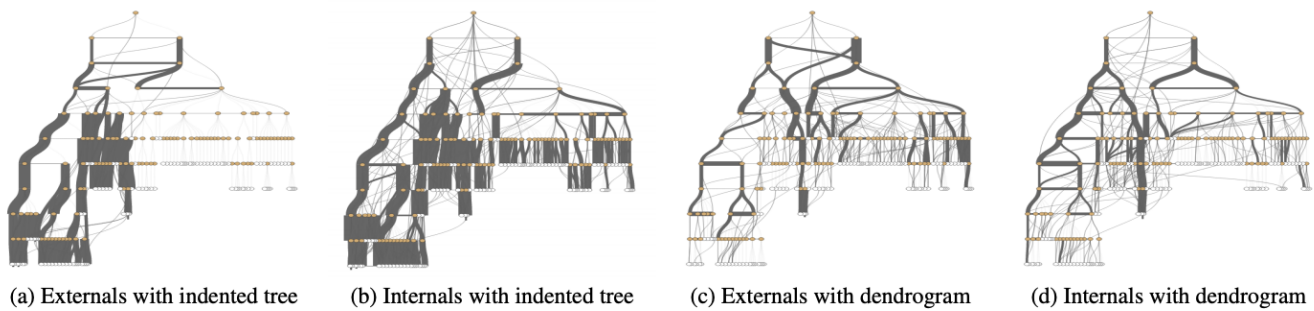 (a) Externals with indented tree
(b) Internals with indented tree
(c) Externals with dendrogram
(d) Internals with dendrogram